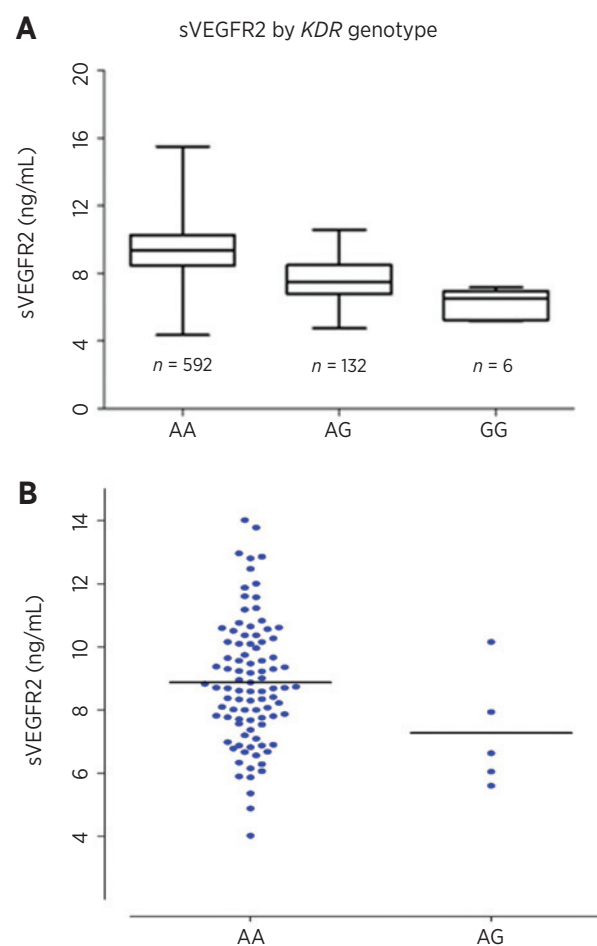 A
sVEGFR2 by KDR genotype
sVEGFR2 (ng/mL)
20
16
12
8
4
0
n = 592
n = 132
n = 6
AA
AG
GG
B
sVEGFR2 (ng/mL)
14
12
10
8
6
4
AA
AG